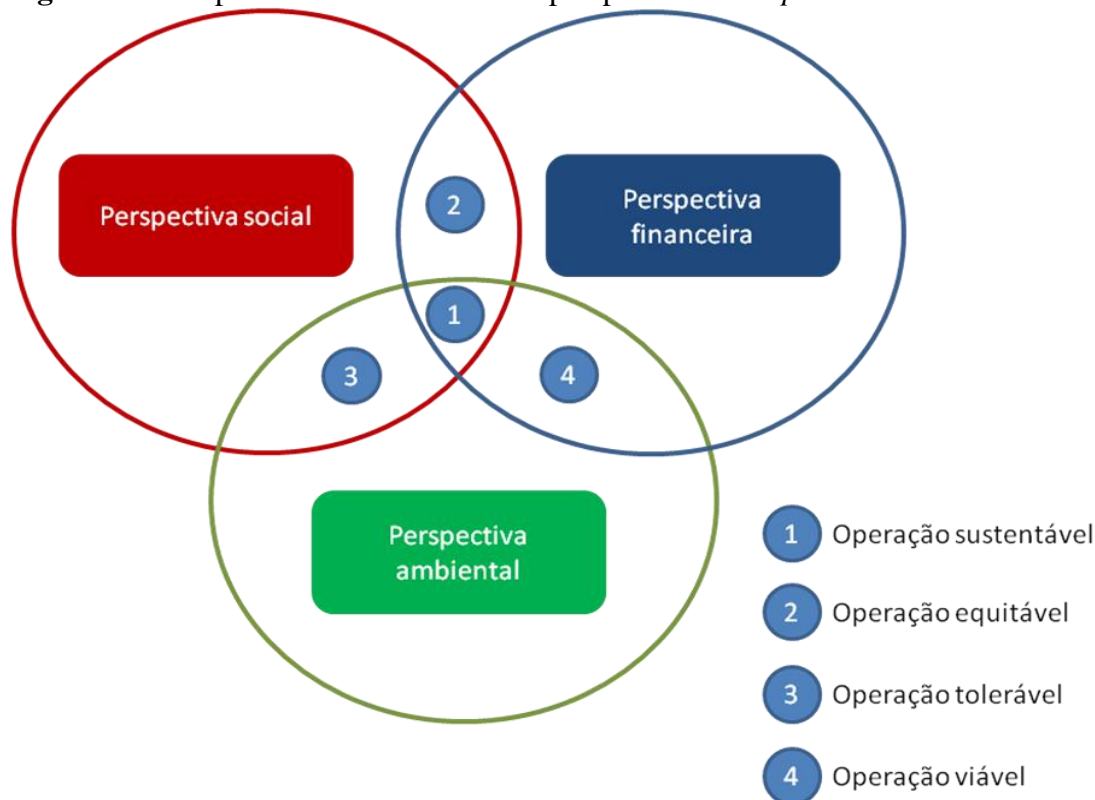 Perspectiva social
Perspectiva
financeira
2
1
3
4
Perspectiva
ambiental
1 Operação sustentável
2 Operação equitável
3 Operação tolerável
4 Operação viável